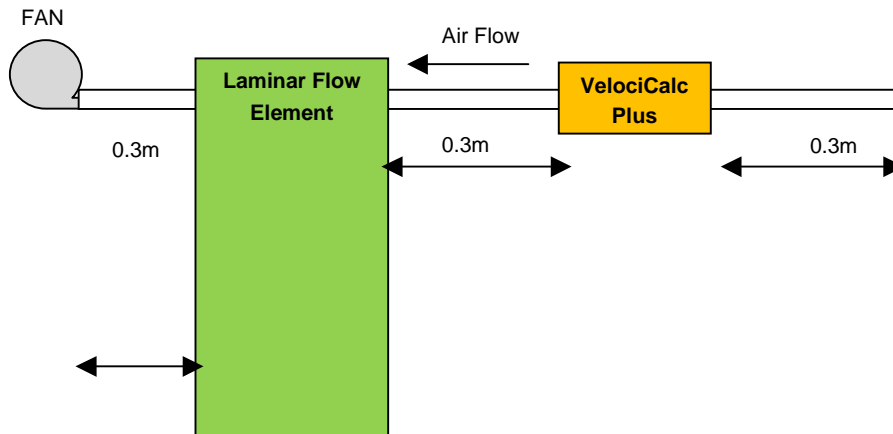 FAN
Air Flow
Laminar Flow
Element
VelociCalc
Plus
0.3m
0.3m
0.3m